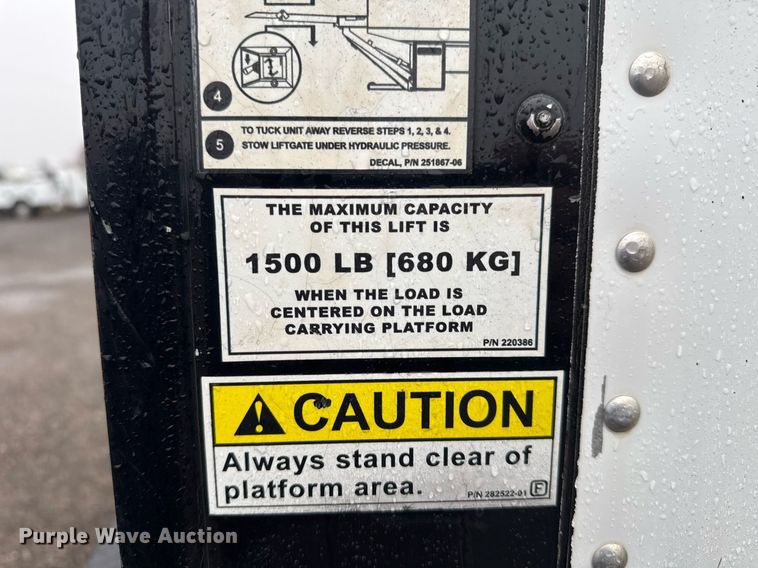 4
5
TO TUCK UNIT AWAY REVERSE STEPS 1, 2, 3, & 4.
STOW LIFTGATE UNDER HYDRAULIC PRESSURE.
DECAL, P/N 251867-06
THE MAXIMUM CAPACITY
OF THIS LIFT IS
1500 LB [680 KG]
WHEN THE LOAD IS
CENTERED ON THE LOAD
CARRYING PLATFORM
P/N 220386
CAUTION
Always stand clear of
platform area.
P/N 282522-01 F
Purple Wave Auction